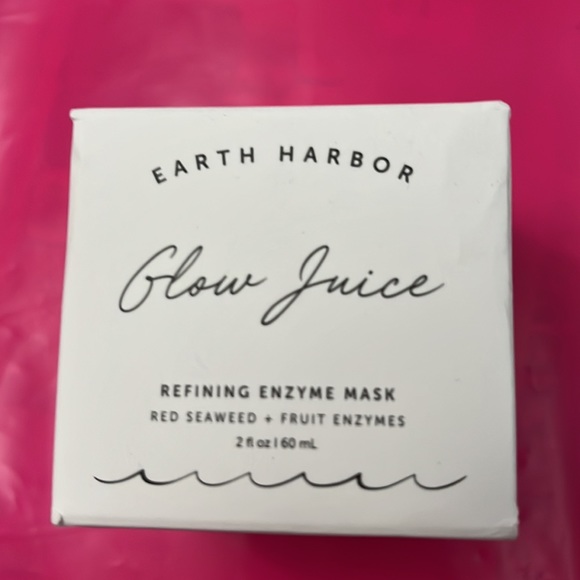 EARTH HARBOR
Glow Juice
REFINING ENZYME MASK
RED SEAWEED + FRUIT ENZYMES
2 fl oz I 60 mL